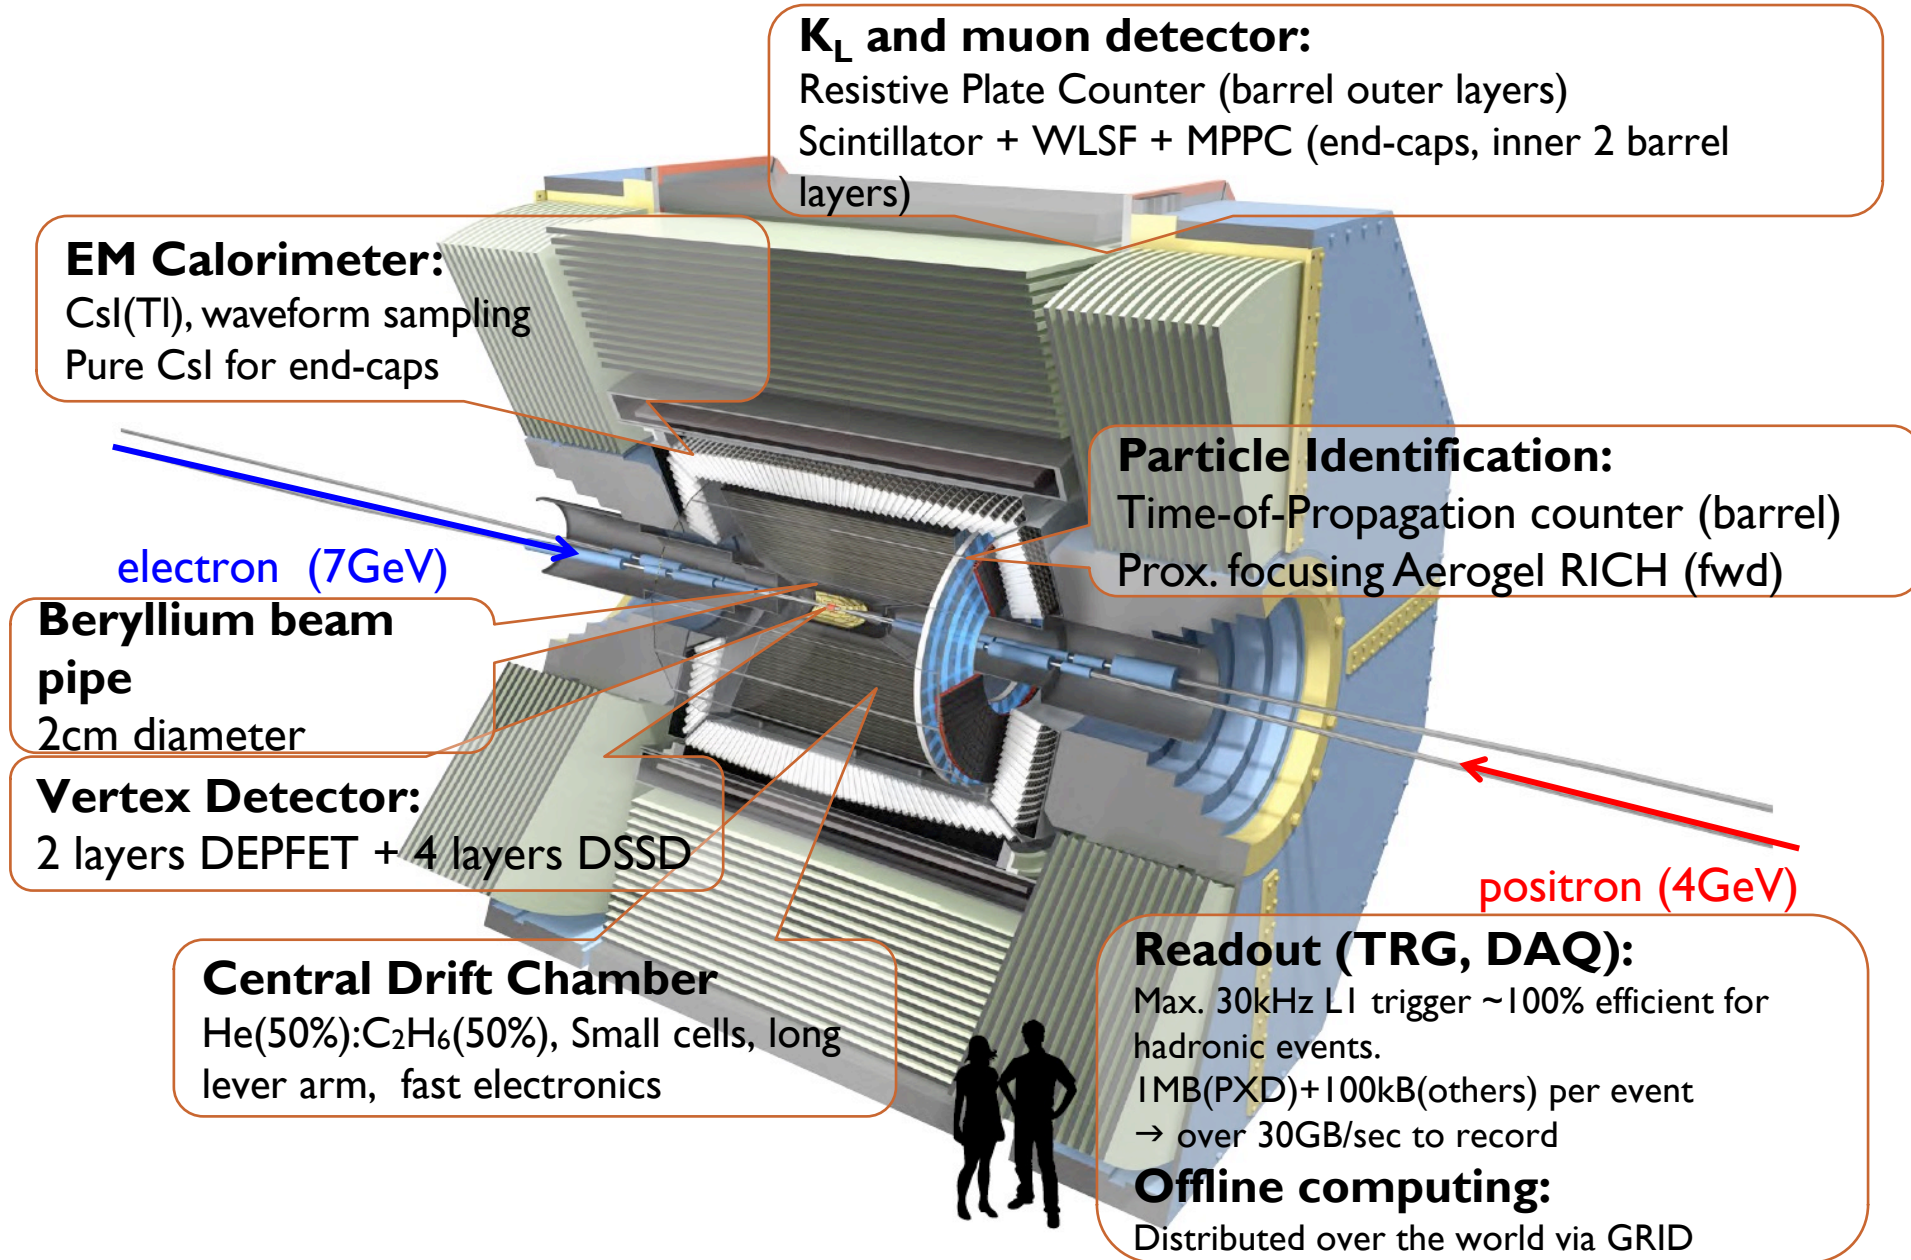 K_L and muon detector:
Resistive Plate Counter (barrel outer layers)
Scintillator + WLSF + MPPC (end-caps, inner 2 barrel
layers)
EM Calorimeter:
CsI(Tl), waveform sampling
Pure CsI for end-caps
Particle Identification:
Time-of-Propagation counter (barrel)
Prox. focusing Aerogel RICH (fwd)
electron (7GeV)
Beryllium beam
pipe
2cm diameter
Vertex Detector:
2 layers DEPFET + 4 layers DSSD
positron (4GeV)
Central Drift Chamber
He(50%):C₂H₆(50%), Small cells, long
lever arm, fast electronics
Readout (TRG, DAQ):
Max. 30kHz L1 trigger ~100% efficient for
hadronic events.
1MB(PXD)+100kB(others) per event
→ over 30GB/sec to record
Offline computing:
Distributed over the world via GRID